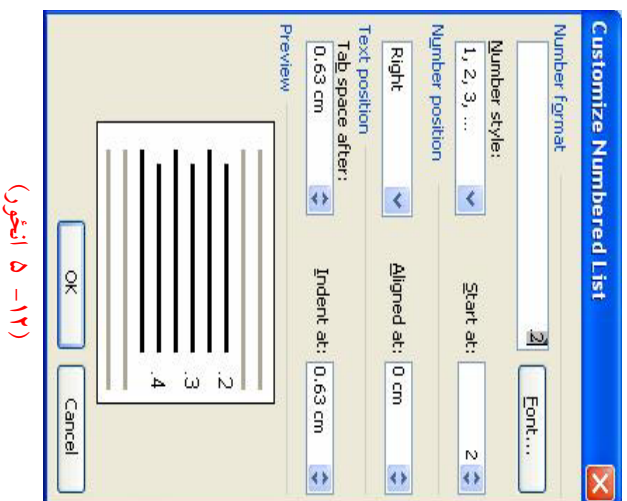 Customize Numbered List
Number format
.2
Font...
Number style:
Start at:
1, 2, 3, ...
2
Number position
Right
Aligned at:
0 cm
Text position
Tab space after:
0.63 cm
Indent at:
0.63 cm
Preview
.2
.3
.4
OK
Cancel
(١٢- ۵ انځور)